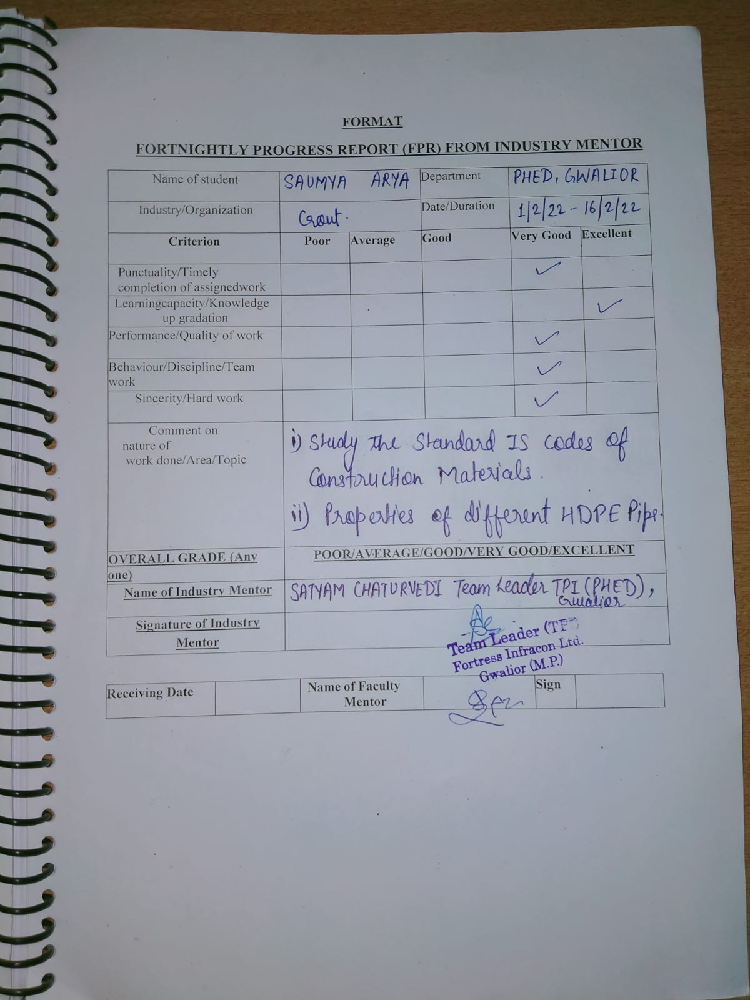 FORMAT
FORTNIGHTLY PROGRESS REPORT (FPR) FROM INDUSTRY MENTOR
Name of student SAUMYA ARYA Department PHED, GWALIOR
Industry/Organization Gout. Date/Duration 1/2/22 - 16/2/22
Criterion Poor Average Good Very Good Excellent
Punctuality/Timely
completion of assignedwork ✓
Learningcapacity/Knowledge
up gradation ✓
Performance/Quality of work ✓
Behaviour/Discipline/Team
work ✓
Sincerity/Hard work ✓
Comment on
nature of
work done/Area/Topic
i) Study the Standard IS codes of
Construction Materials.
ii) Properties of different HDPE Pipe.
OVERALL GRADE (Any
one)
POOR/AVERAGE/GOOD/VERY GOOD/EXCELLENT
Name of Industry Mentor SATYAM CHATURVEDI Team Leader TPI (PHED),
Gwalior
Signature of Industry
Mentor
Team Leader (TPI)
Fortress Infracon Ltd.
Gwalior (M.P.)
Receiving Date Name of Faculty
Mentor Sign